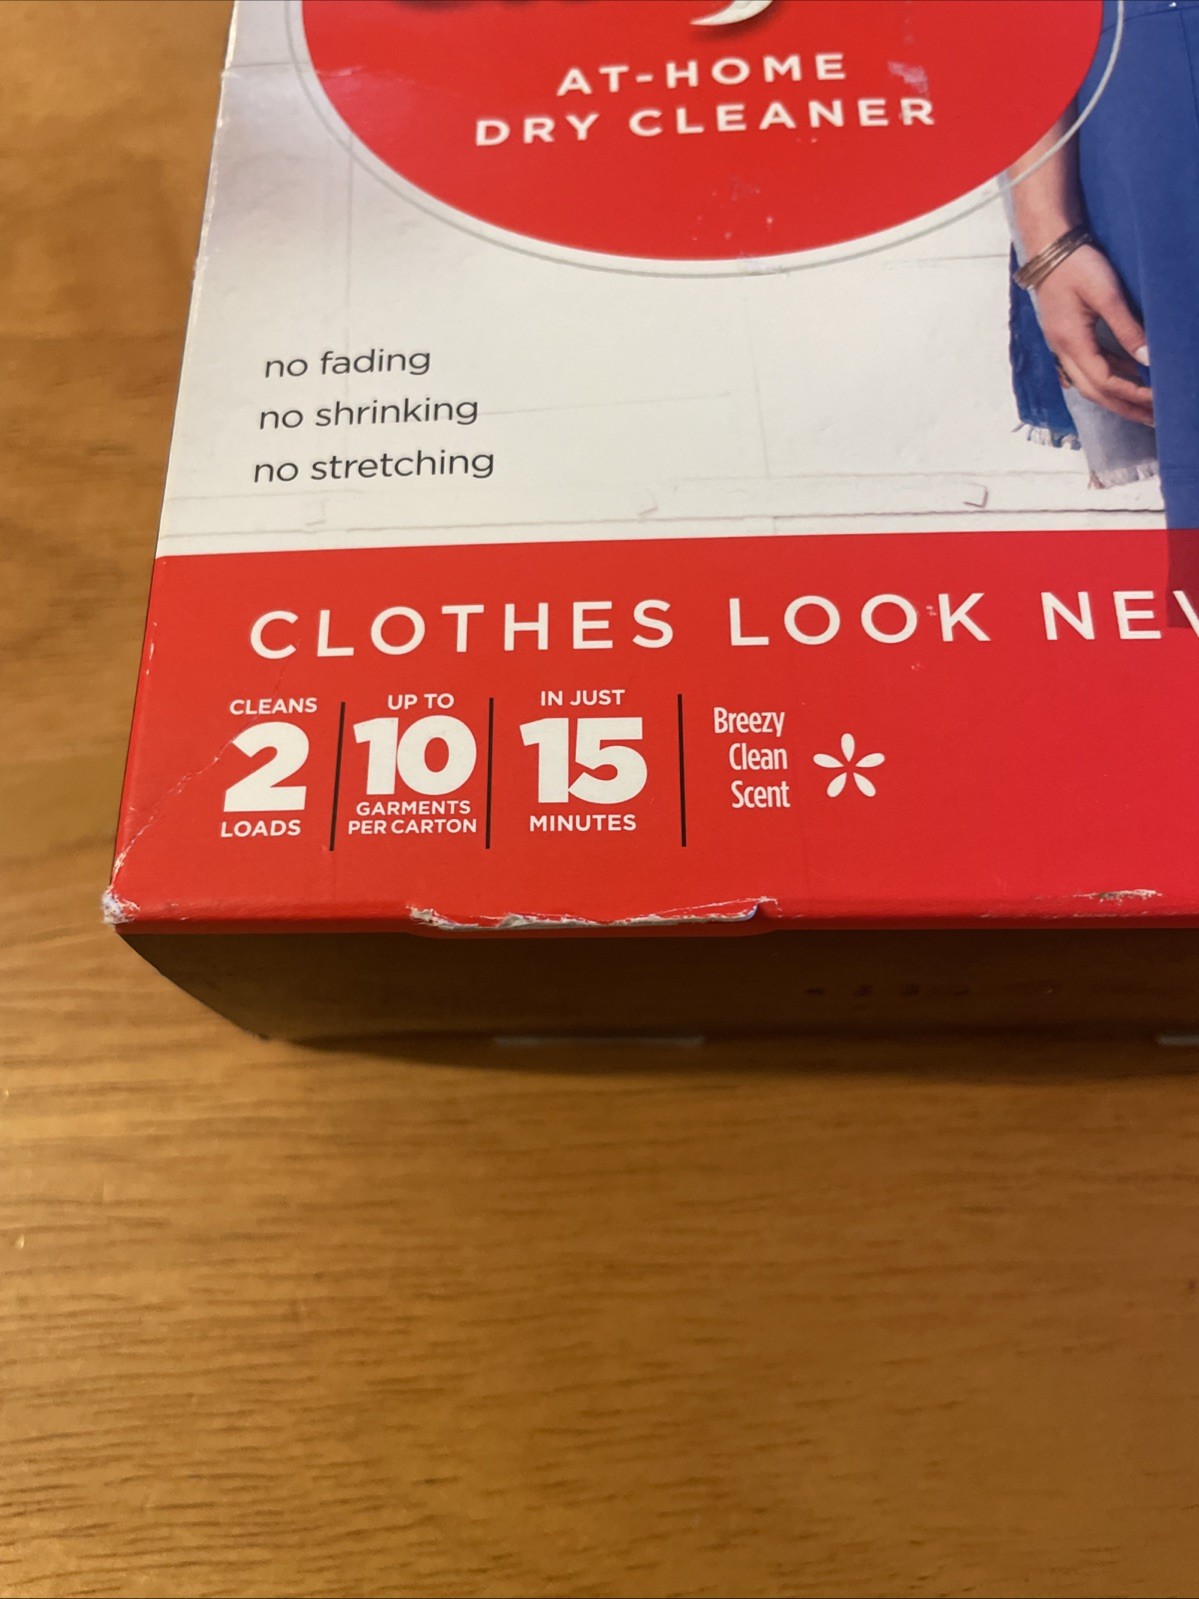 AT-HOME
DRY CLEANER
no fading
no shrinking
no stretching
CLOTHES LOOK
CLEANS
2
LOADS
UP TO
10
GARMENTS
PER CARTON
IN JUST
15
MINUTES
Breezy
Clean
Scent